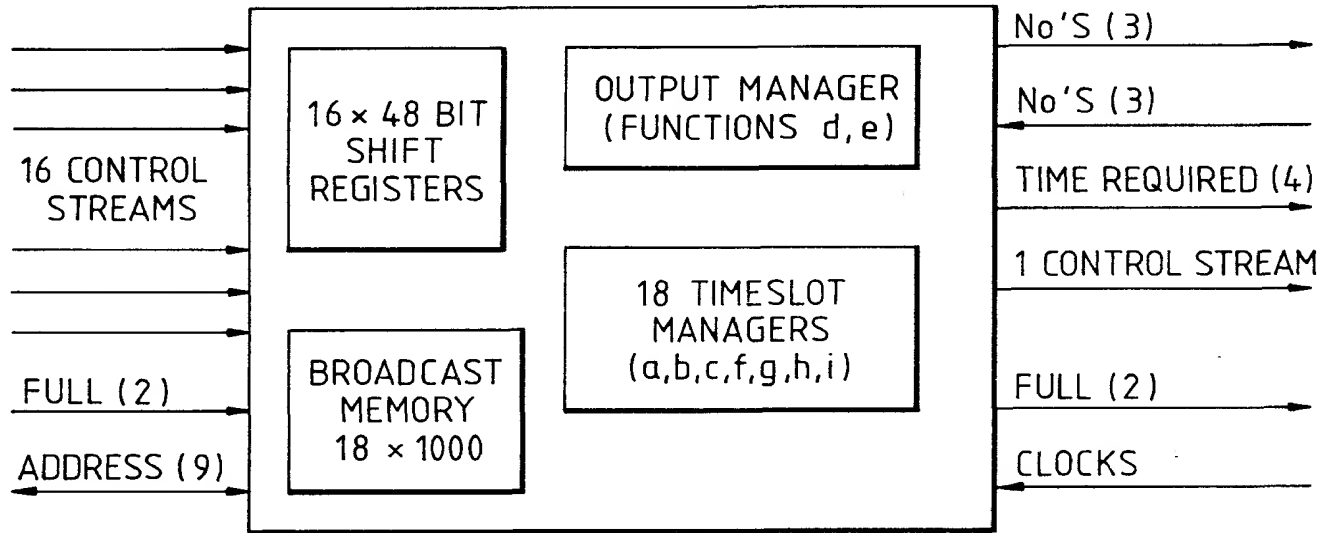 16 CONTROL
STREAMS
FULL (2)
ADDRESS (9)
16 × 48 BIT
SHIFT
REGISTERS
BROADCAST
MEMORY
18 × 1000
OUTPUT MANAGER
(FUNCTIONS d,e)
18 TIMESLOT
MANAGERS
(a,b,c,f,g,h,i)
No'S (3)
No'S (3)
TIME REQUIRED (4)
1 CONTROL STREAM
FULL (2)
CLOCKS